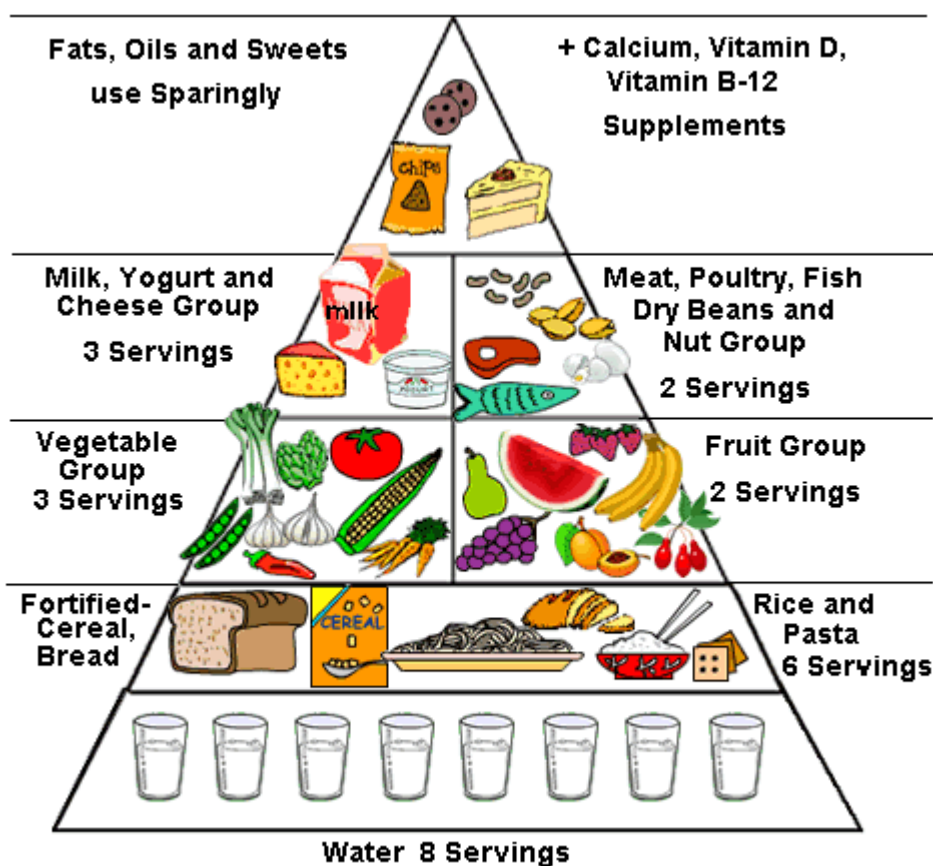 Fats, Oils and Sweets
use Sparingly
+ Calcium, Vitamin D,
Vitamin B-12
Supplements
chips
Milk, Yogurt and
Cheese Group
3 Servings
milk
YOGURT
Meat, Poultry, Fish
Dry Beans and
Nut Group
2 Servings
Vegetable
Group
3 Servings
Fruit Group
2 Servings
Fortified-
Cereal,
Bread
CEREAL
Rice and
Pasta
6 Servings
Water 8 Servings